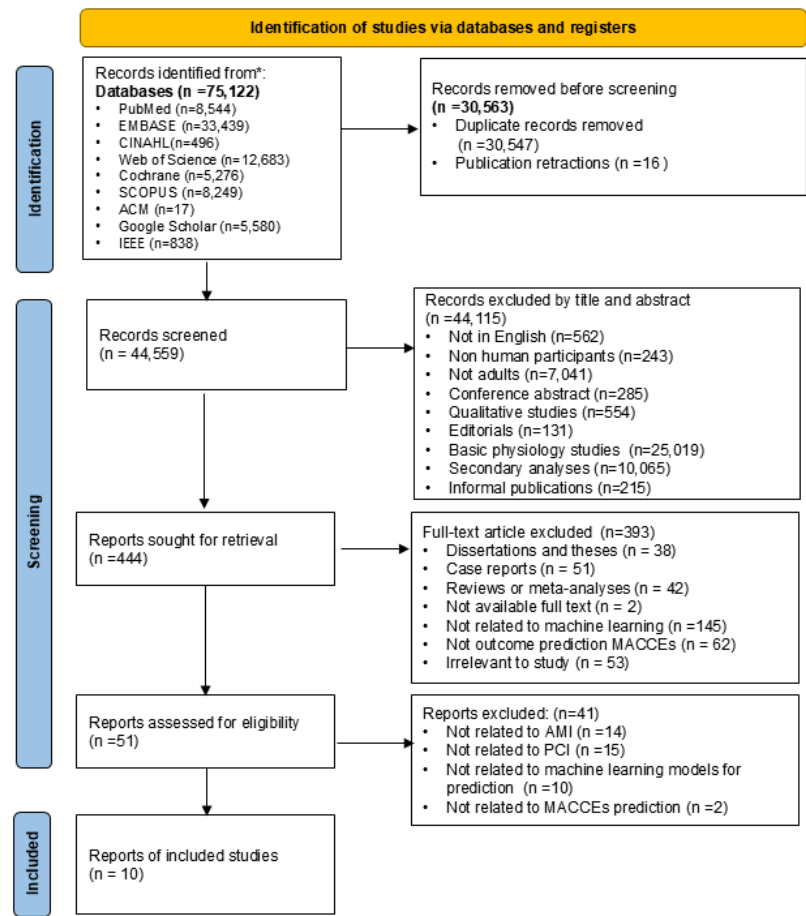 Identification of studies via databases and registers
Identification
Records identified from*:
Databases (n =75,122)
• PubMed (n=8,544)
• EMBASE (n=33,439)
• CINAHL(n=496)
• Web of Science (n=12,683)
• Cochrane (n=5,276)
• SCOPUS (n=8,249)
• ACM (n=17)
• Google Scholar (n=5,580)
• IEEE (n=838)
Records removed before screening
(n =30,563)
• Duplicate records removed
(n =30,547)
• Publication retractions (n =16 )
Screening
Records screened
(n = 44,559)
Records excluded by title and abstract
(n =44,115)
• Not in English (n=562)
• Non human participants (n=243)
• Not adults (n=7,041)
• Conference abstract (n=285)
• Qualitative studies (n=554)
• Editorials (n=131)
• Basic physiology studies (n=25,019)
• Secondary analyses (n=10,065)
• Informal publications (n=215)
Reports sought for retrieval
(n =444)
Full-text article excluded (n=393)
• Dissertations and theses (n = 38)
• Case reports (n = 51)
• Reviews or meta-analyses (n = 42)
• Not available full text (n = 2)
• Not related to machine learning (n =145)
• Not outcome prediction MACCEs (n = 62)
• Irrelevant to study (n = 53)
Reports assessed for eligibility
(n =51)
Reports excluded: (n=41)
• Not related to AMI (n =14)
• Not related to PCI (n =15)
• Not related to machine learning models for
prediction (n =10)
• Not related to MACCEs prediction (n =2)
Included
Reports of included studies
(n = 10)